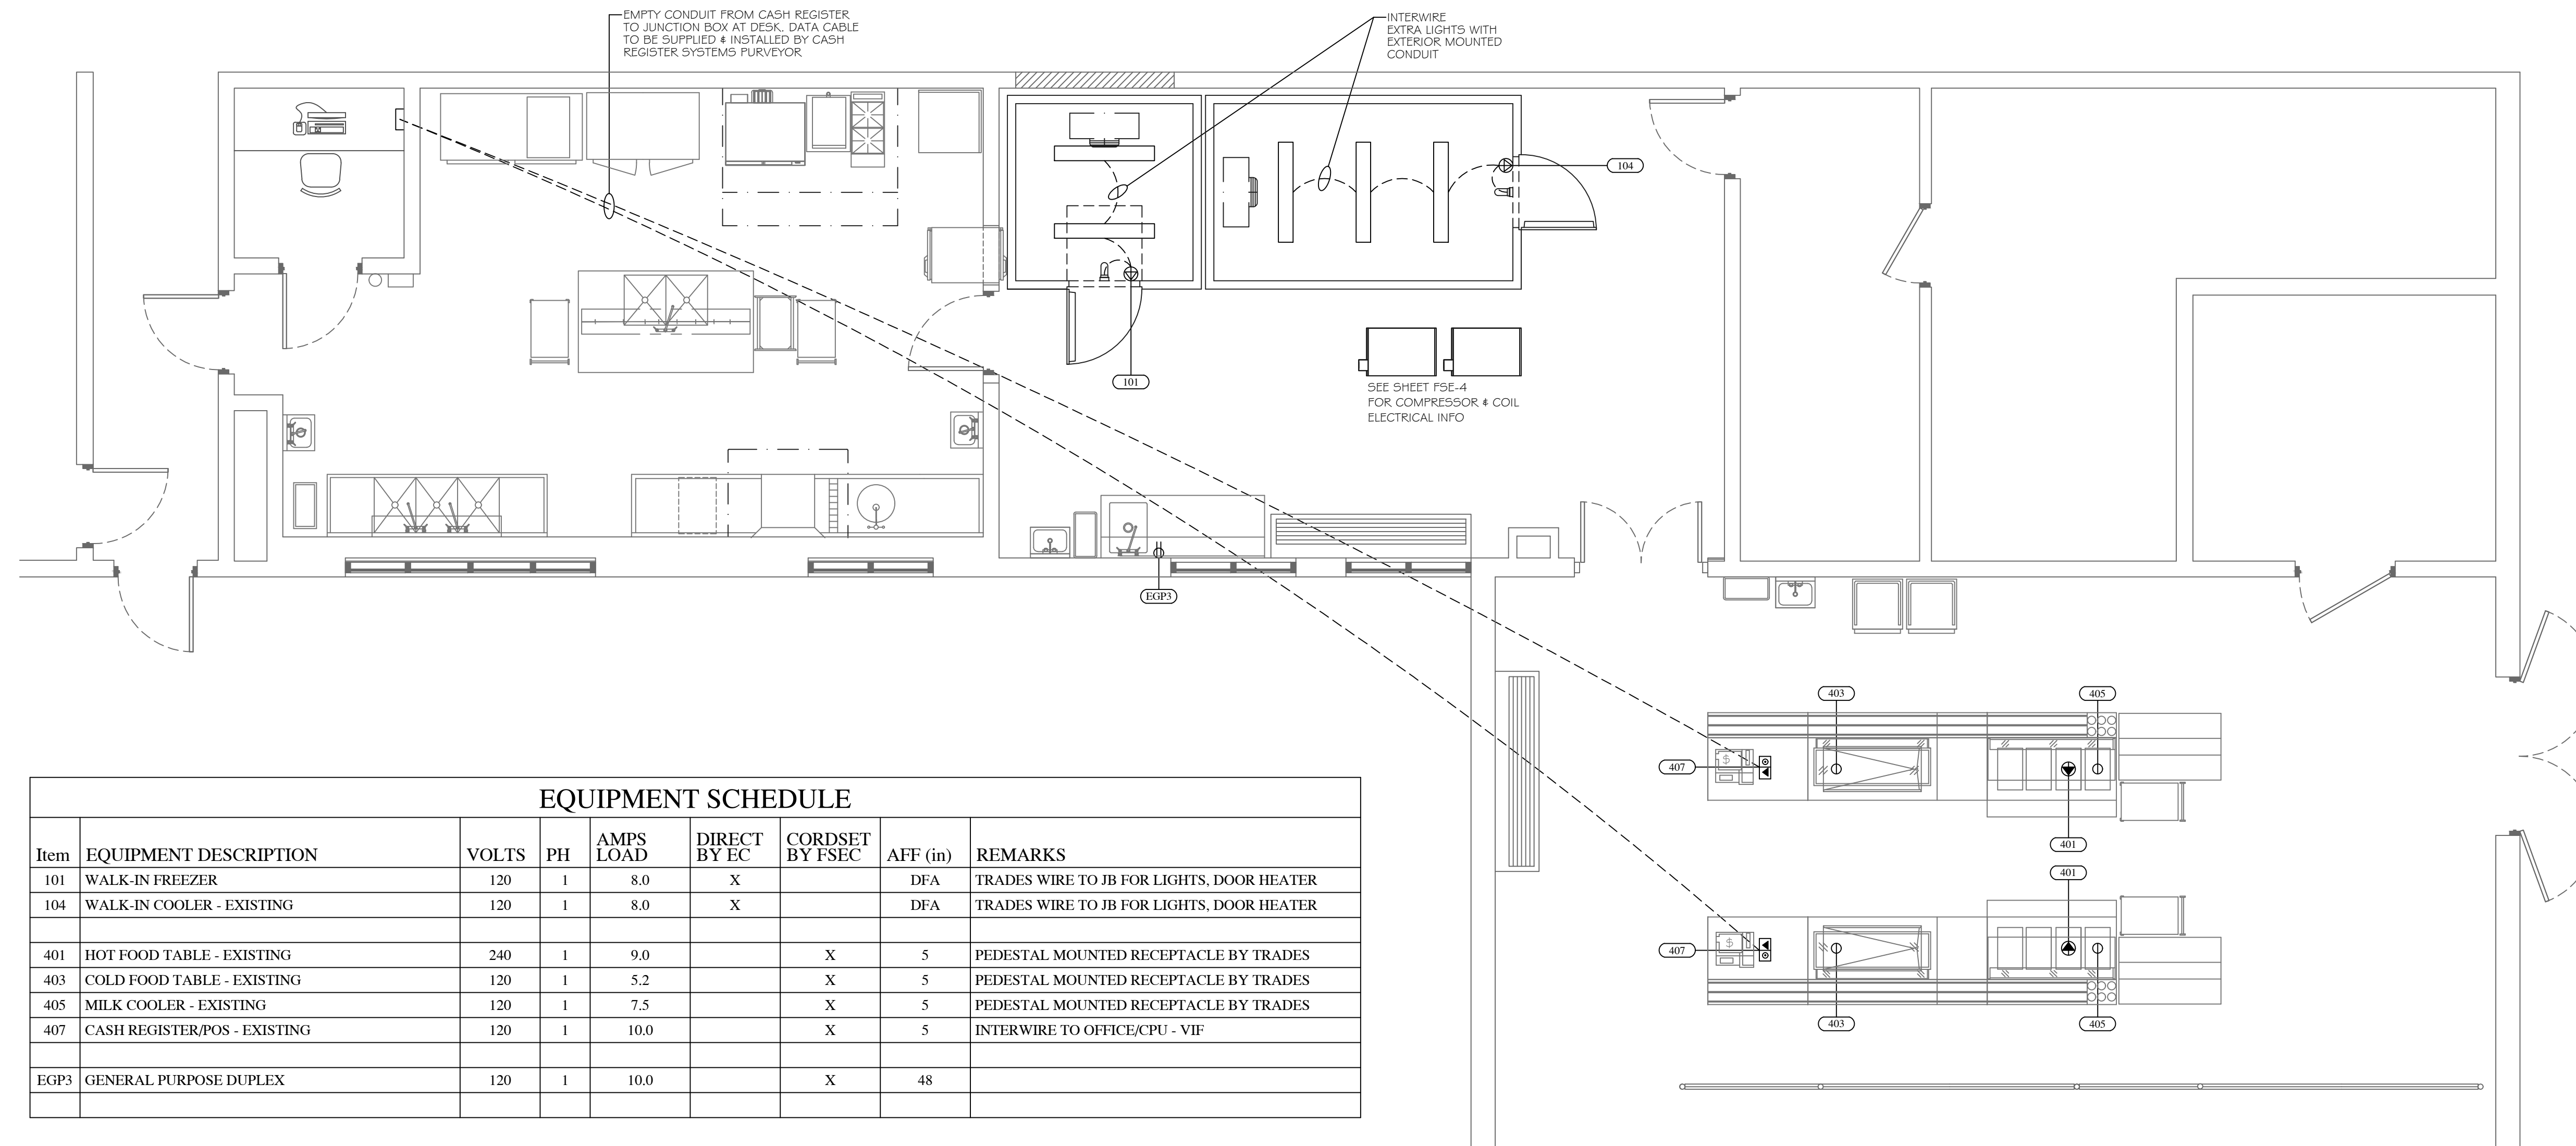 EMPTY CONDUIT FROM CASH REGISTER
TO JUNCTION BOX AT DESK. DATA CABLE
TO BE SUPPLIED & INSTALLED BY CASH
REGISTER SYSTEMS PURVEYOR
INTERWIRE
EXTRA LIGHTS WITH
EXTERIOR MOUNTED
CONDUIT
104
101
SEE SHEET FSE-4
FOR COMPRESSOR & COIL
ELECTRICAL INFO
EGP3
403
405
407
$
401
401
407
$
403
405
EQUIPMENT SCHEDULE
Item EQUIPMENT DESCRIPTION VOLTS PH AMPS LOAD DIRECT BY EC CORDSET BY FSEC AFF (in) REMARKS
101 WALK-IN FREEZER 120 1 8.0 X DFA TRADES WIRE TO JB FOR LIGHTS, DOOR HEATER
104 WALK-IN COOLER - EXISTING 120 1 8.0 X DFA TRADES WIRE TO JB FOR LIGHTS, DOOR HEATER
401 HOT FOOD TABLE - EXISTING 240 1 9.0 X 5 PEDESTAL MOUNTED RECEPTACLE BY TRADES
403 COLD FOOD TABLE - EXISTING 120 1 5.2 X 5 PEDESTAL MOUNTED RECEPTACLE BY TRADES
405 MILK COOLER - EXISTING 120 1 7.5 X 5 PEDESTAL MOUNTED RECEPTACLE BY TRADES
407 CASH REGISTER/POS - EXISTING 120 1 10.0 X 5 INTERWIRE TO OFFICE/CPU - VIF
EGP3 GENERAL PURPOSE DUPLEX 120 1 10.0 X 48